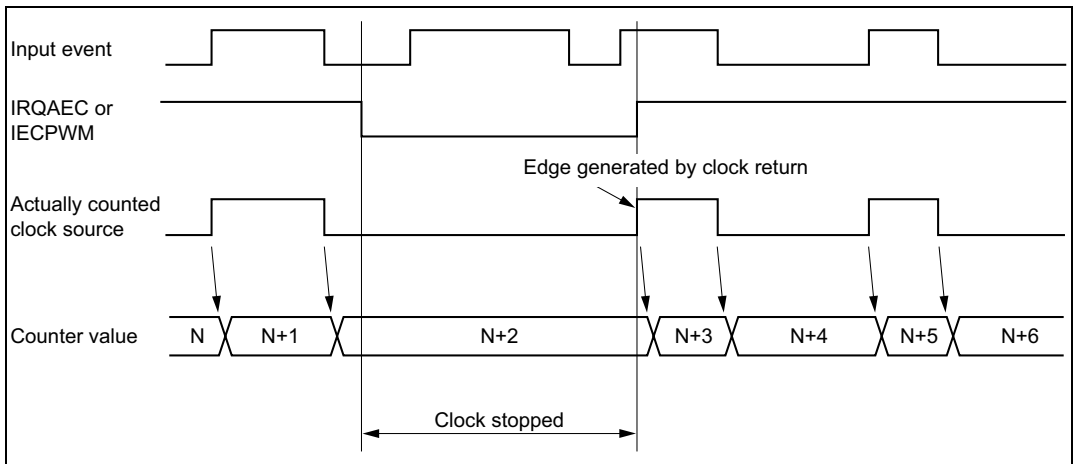 Input event
IRQAEC or
IECPWM
Edge generated by clock return
Actually counted
clock source
Counter value
N
N+1
N+2
N+3
N+4
N+5
N+6
Clock stopped